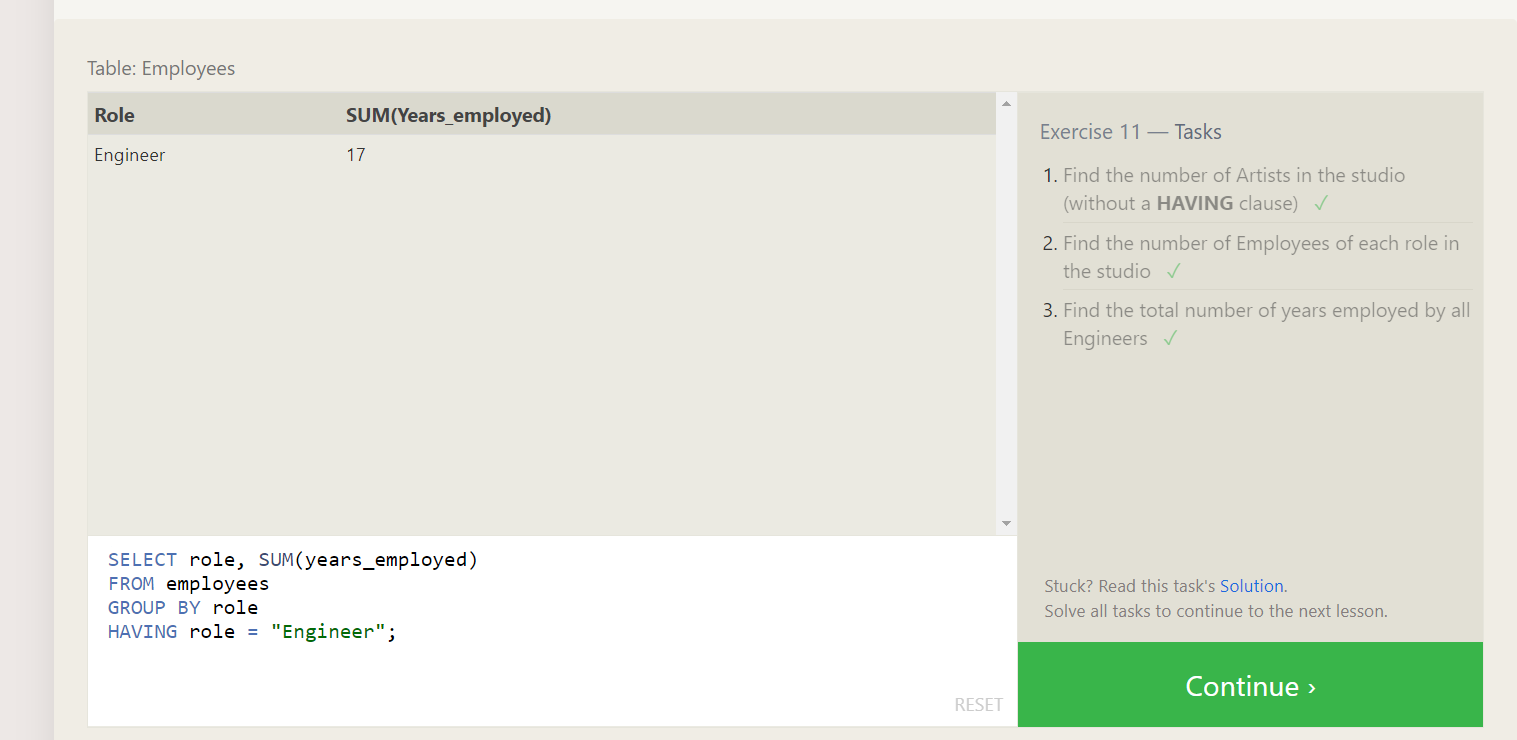 Table: Employees
Role SUM(Years_employed)
Engineer 17
SELECT role, SUM(years_employed)
FROM employees
GROUP BY role
HAVING role = "Engineer";
RESET
Exercise 11 — Tasks
1. Find the number of Artists in the studio
(without a HAVING clause) ✓
2. Find the number of Employees of each role in
the studio ✓
3. Find the total number of years employed by all
Engineers ✓
Stuck? Read this task's Solution.
Solve all tasks to continue to the next lesson.
Continue ›